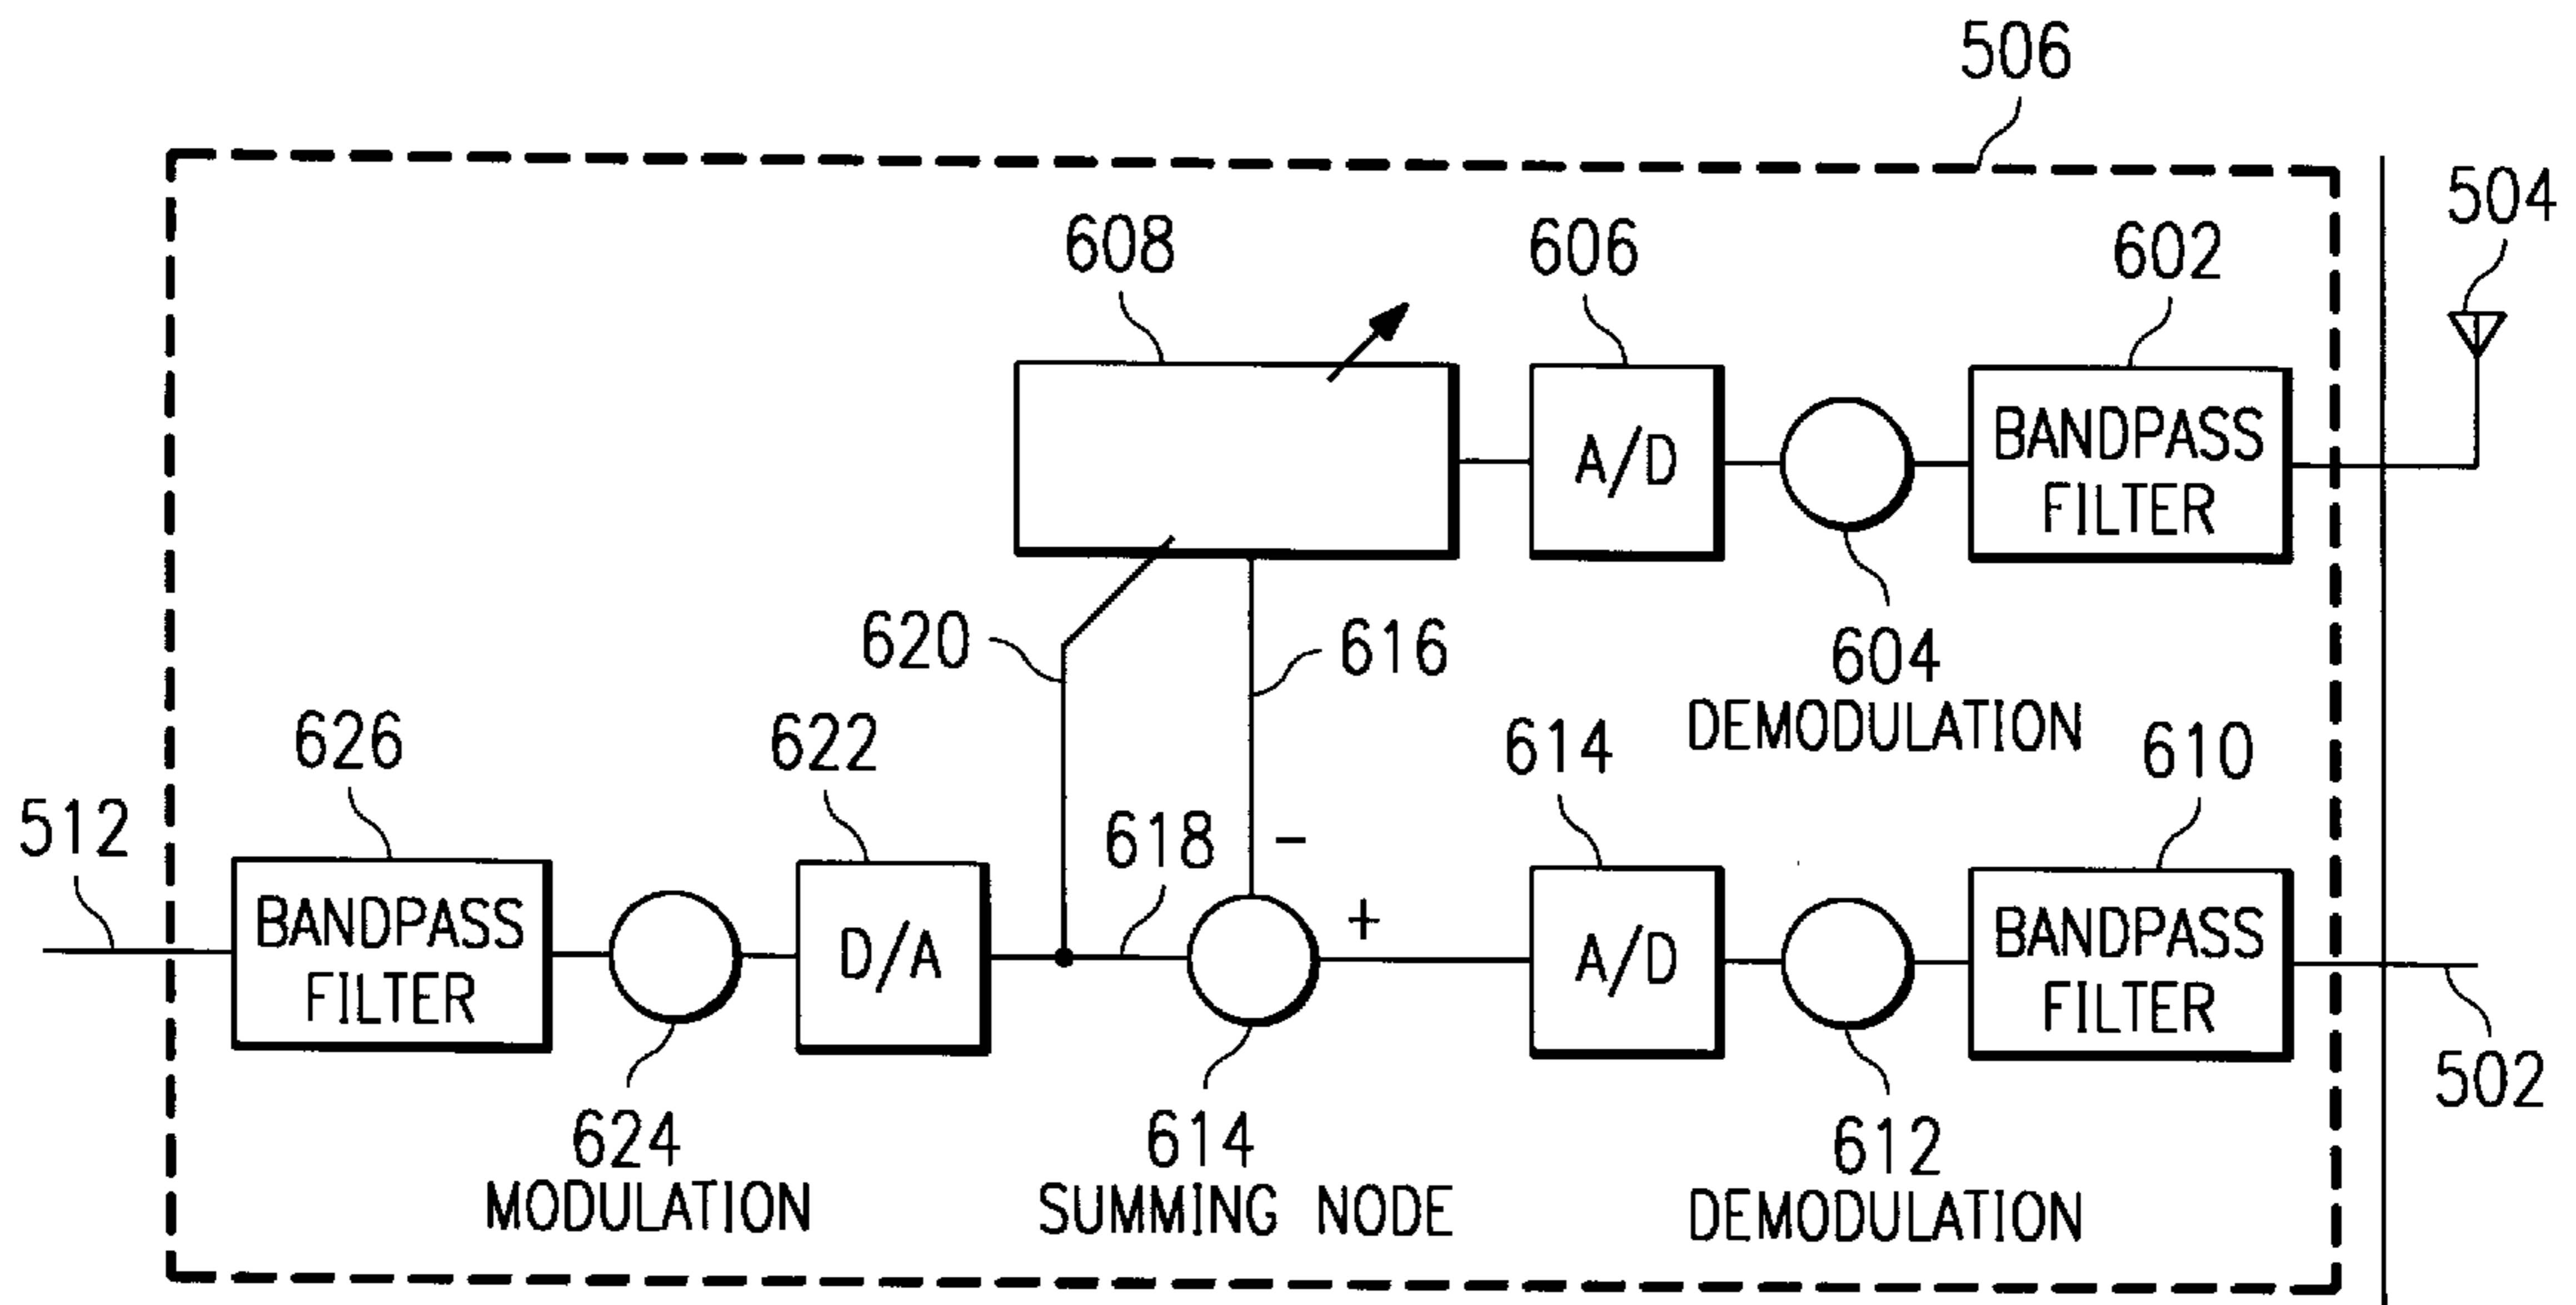 506
504
608
606
602
A/D
BANDPASS
FILTER
620
616
604
DEMODULATION
626
622
614
610
512
618
−
+
BANDPASS
FILTER
D/A
A/D
BANDPASS
FILTER
502
624
MODULATION
614
SUMMING NODE
612
DEMODULATION